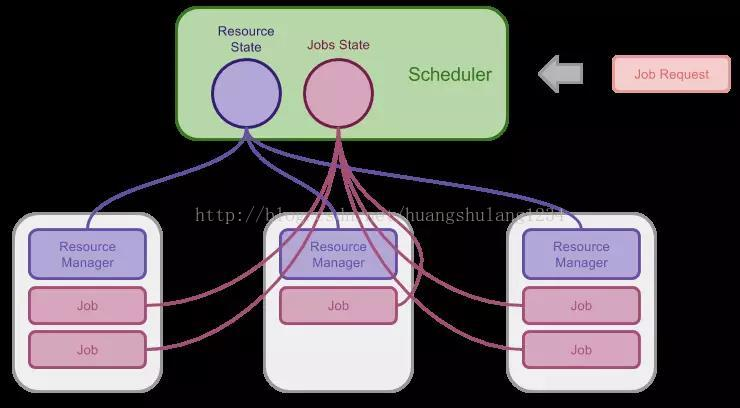 Resource
State
Jobs State
Scheduler
Job Request
Resource
Manager
Job
Job
Resource
Manager
Job
Resource
Manager
Job
Job